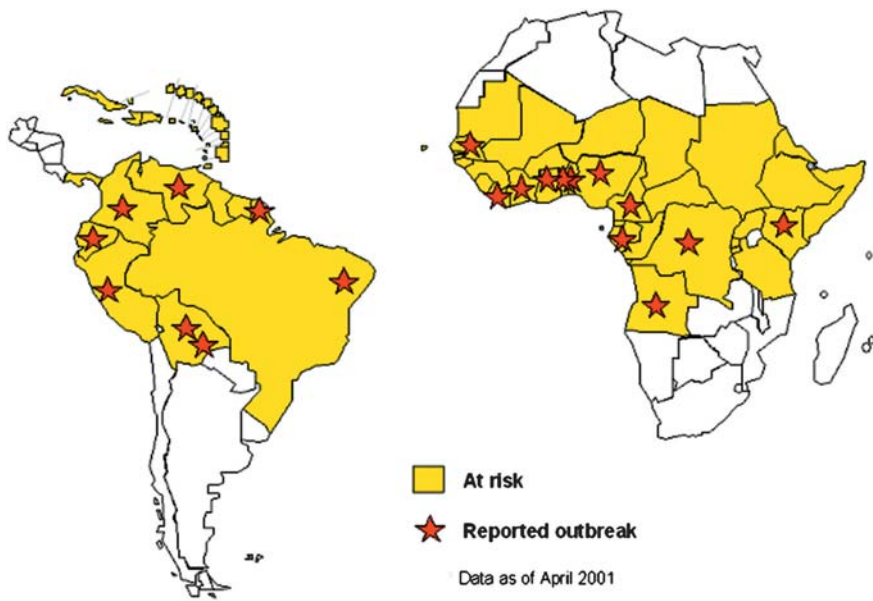 At risk
Reported outbreak
Data as of April 2001